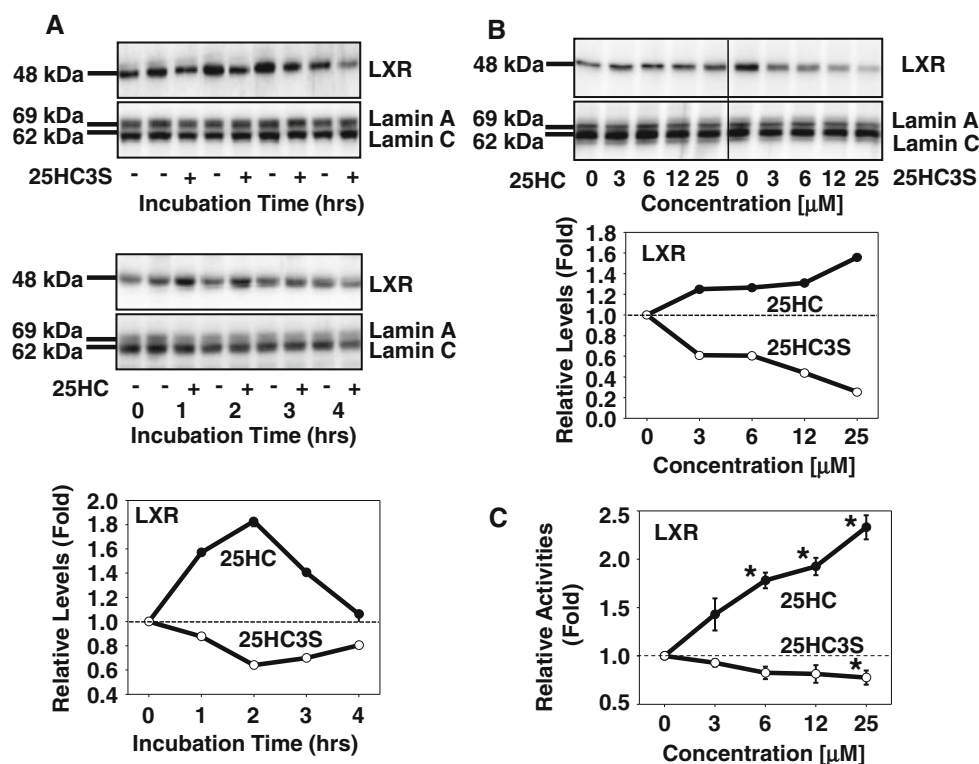 A
48 kDa
LXR
69 kDa
62 kDa
Lamin A
Lamin C
25HC3S - - + - + - + - +
Incubation Time (hrs)
48 kDa
LXR
69 kDa
62 kDa
Lamin A
Lamin C
25HC - - + - + - + - +
0 1 2 3 4
Incubation Time (hrs)
Relative Levels (Fold)
2.0
1.8
1.6
1.4
1.2
1.0
0.8
0.6
0.4
LXR
25HC
25HC3S
0 1 2 3 4
Incubation Time (hrs)
B
48 kDa
LXR
69 kDa
62 kDa
Lamin A
Lamin C
25HC 0 3 6 12 25 0 3 6 12 25 25HC3S
Concentration [μM]
Relative Levels (Fold)
1.8
1.6
1.4
1.2
1.0
0.8
0.6
0.4
0.2
0.0
LXR
25HC
25HC3S
0 3 6 12 25
Concentration [μM]
C
Relative Activities
(Fold)
2.5
2.0
1.5
1.0
0.5
LXR
* * *
25HC
25HC3S
*
0 3 6 12 25
Concentration [μM]